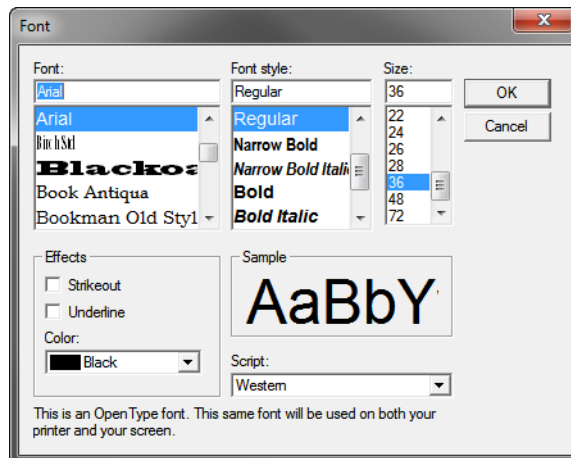 Font
Font:
Arial
Arial
Birch Std
Blackoa
Book Antiqua
Bookman Old Styl
Font style:
Regular
Regular
Narrow Bold
Narrow Bold Itali
Bold
Bold Italic
Size:
36
22
24
26
28
36
48
72
OK
Cancel
Effects
Strikeout
Underline
Color:
Black
Sample
AaBbY
Script:
Western
This is an OpenType font. This same font will be used on both your
printer and your screen.